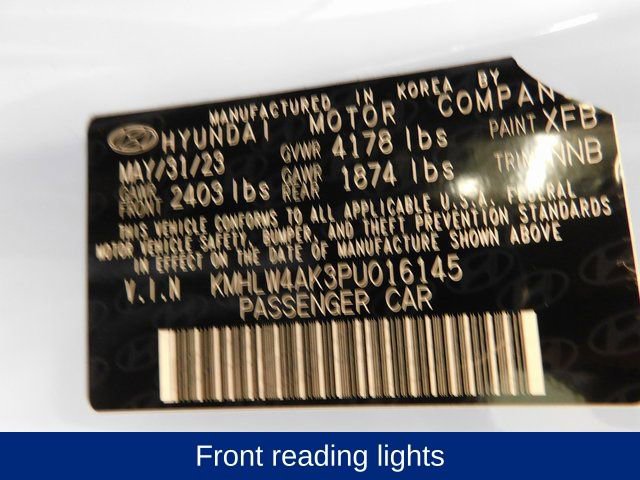 MANUFACTURED IN KOREA BY
HYUNDAI MOTOR COMPAN
MAY/31/23 GVWR 4178 lbs PAINT XFB
GAWR FRONT 2403 lbs GAWR REAR 1874 lbs TRIM NNB
THIS VEHICLE CONFORMS TO ALL APPLICABLE U.S.A. FEDERAL
MOTOR VEHICLE SAFETY, BUMPER, AND THEFT PREVENTION STANDARDS
IN EFFECT ON THE DATE OF MANUFACTURE SHOWN ABOVE
V.I.N KMHLW4AK3PU016145
PASSENGER CAR
Front reading lights